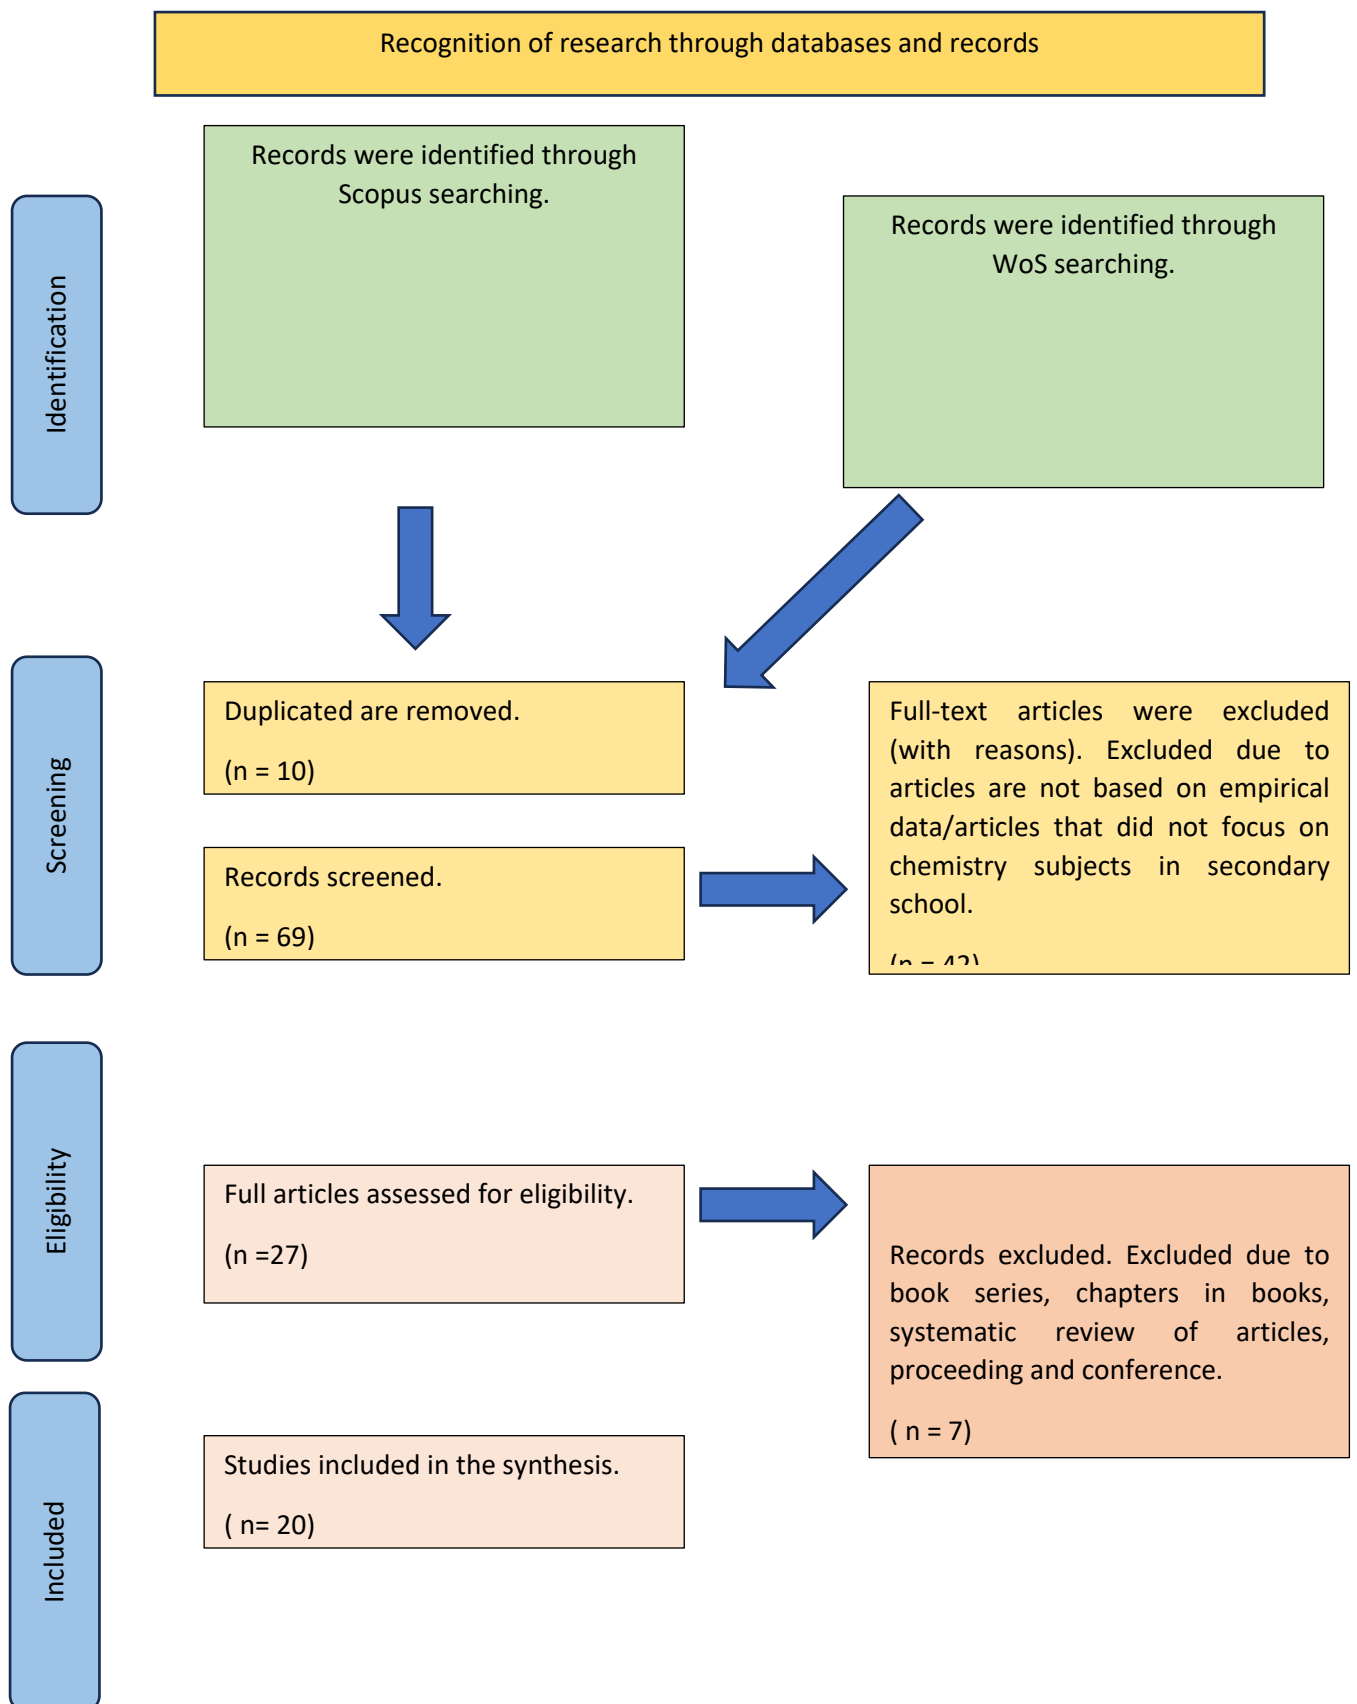 Recognition of research through databases and records
Identification
Records were identified through
Scopus searching.
Records were identified through
WoS searching.
Screening
Duplicated are removed.
(n = 10)
Records screened.
(n = 69)
Full-text articles were excluded
(with reasons). Excluded due to
articles are not based on empirical
data/articles that did not focus on
chemistry subjects in secondary
school.
(n = 42)
Eligibility
Full articles assessed for eligibility.
(n =27)
Records excluded. Excluded due to
book series, chapters in books,
systematic review of articles,
proceeding and conference.
( n = 7)
Included
Studies included in the synthesis.
( n= 20)